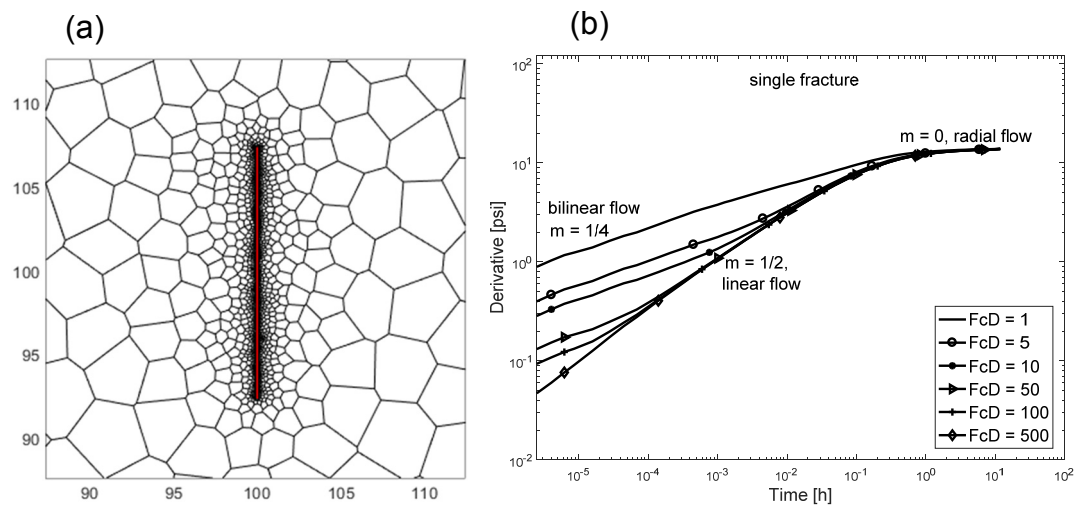 (a)
(b)
110
105
100
95
90
90
95
100
105
110
Derivative [psi]
10^2
10^1
10^0
10^-1
10^-2
single fracture
m = 0, radial flow
bilinear flow
m = 1/4
m = 1/2,
linear flow
FcD = 1
FcD = 5
FcD = 10
FcD = 50
FcD = 100
FcD = 500
10^-5
10^-4
10^-3
10^-2
10^-1
10^0
10^1
10^2
Time [h]